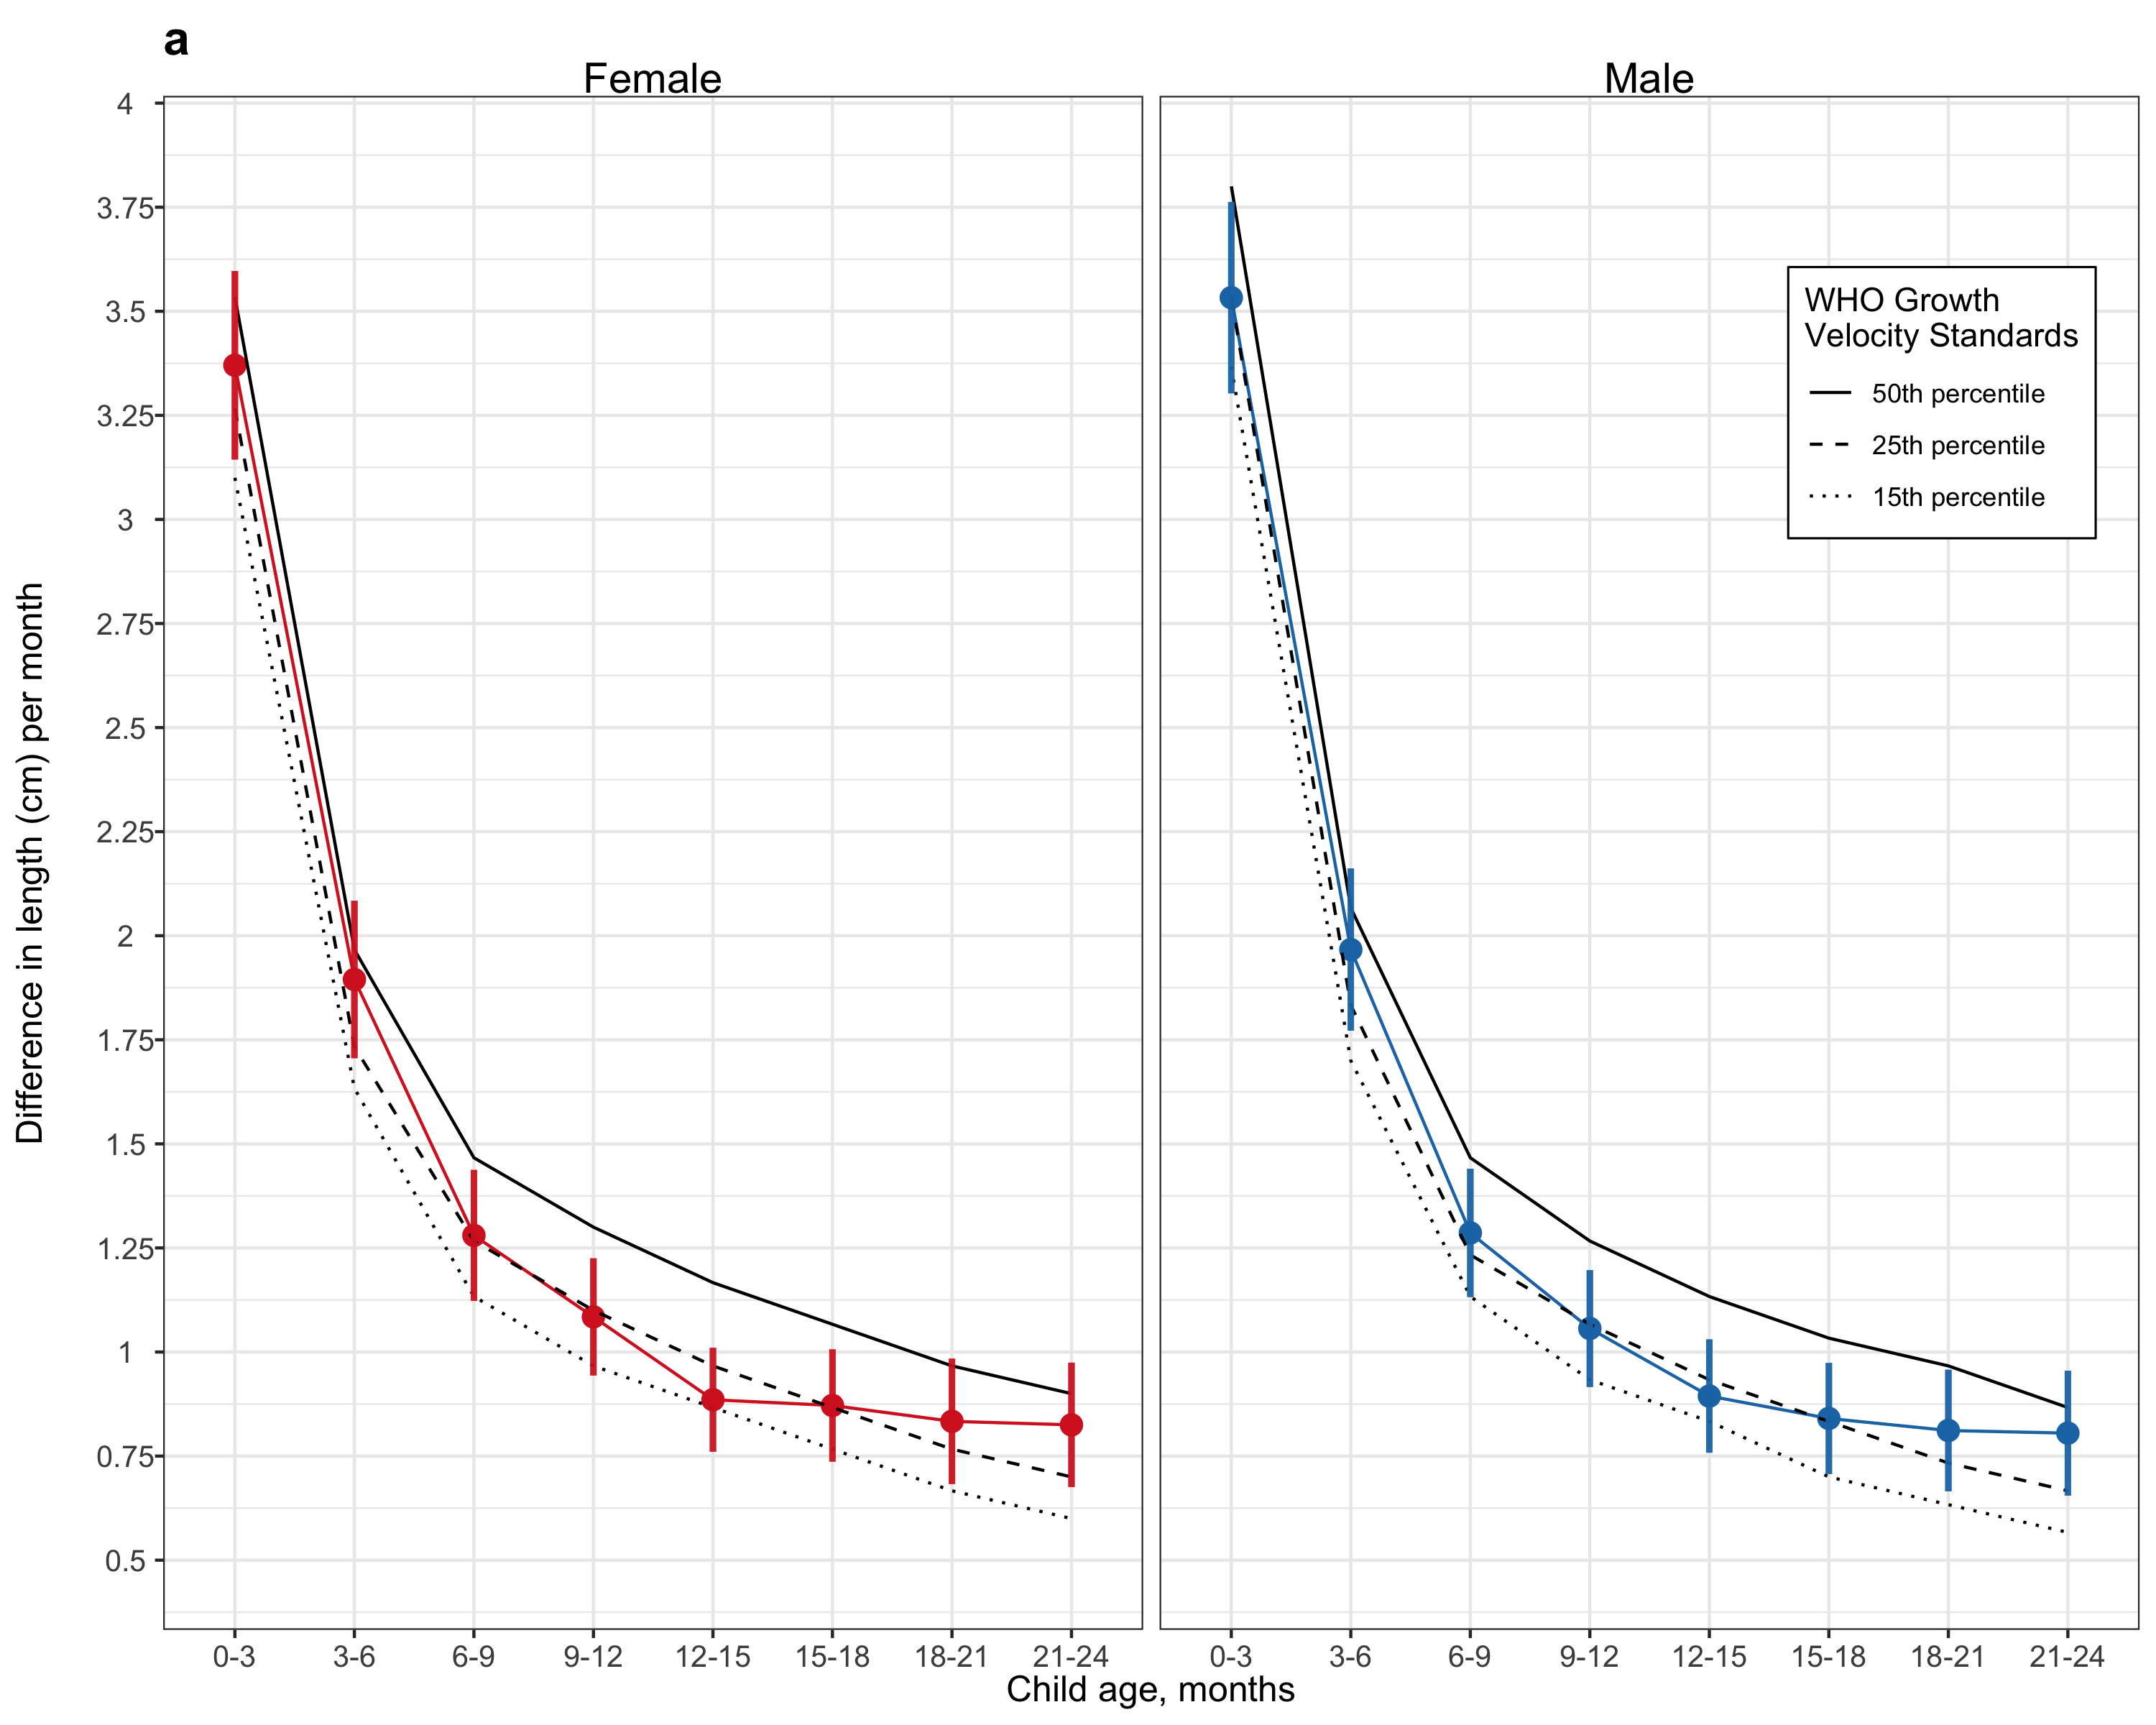 a
Female
Male
4
3.75
3.5
3.25
3
2.75
2.5
2.25
2
1.75
1.5
1.25
1
0.75
0.5
Difference in length (cm) per month
WHO Growth
Velocity Standards
50th percentile
25th percentile
15th percentile
0-3 3-6 6-9 9-12 12-15 15-18 18-21 21-24
0-3 3-6 6-9 9-12 12-15 15-18 18-21 21-24
Child age, months